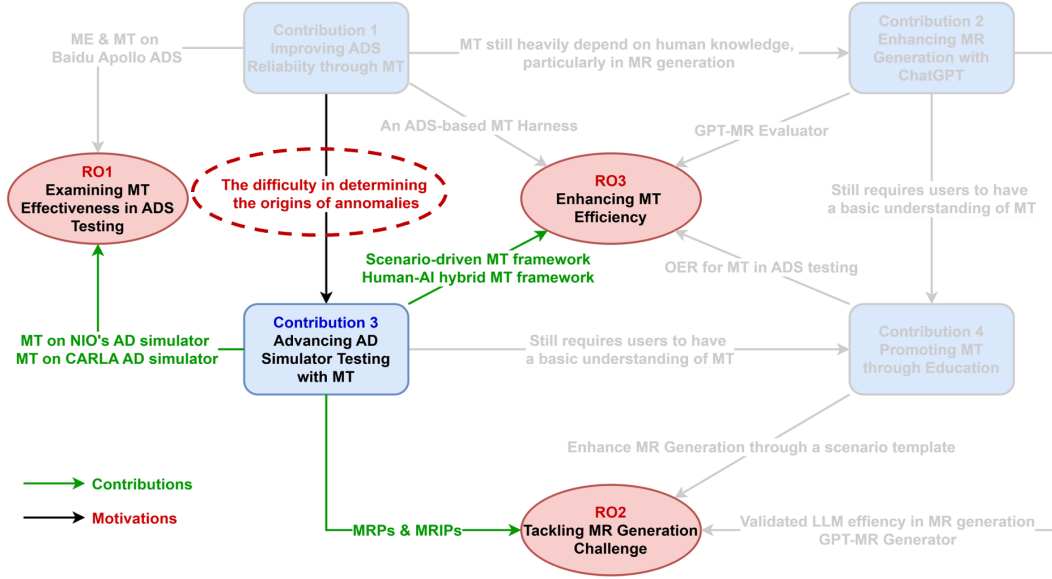 ME & MT on
Baidu Apollo ADS
Contribution 1
Improving ADS
Reliabiity through MT
MT still heavily depend on human knowledge,
particularly in MR generation
Contribution 2
Enhancing MR
Generation with
ChatGPT
An ADS-based MT Harness
GPT-MR Evaluator
RO1
Examining MT
Effectiveness in ADS
Testing
The difficulty in determining
the origins of annomalies
RO3
Enhancing MT
Efficiency
Still requires users to have
a basic understanding of MT
Scenario-driven MT framework
Human-AI hybrid MT framework
OER for MT in ADS testing
MT on NIO's AD simulator
MT on CARLA AD simulator
Contribution 3
Advancing AD
Simulator Testing
with MT
Still requires users to have
a basic understanding of MT
Contribution 4
Promoting MT
through Education
Enhance MR Generation through a scenario template
Contributions
Motivations
MRPs & MRIPs
RO2
Tackling MR Generation
Challenge
Validated LLM effiency in MR generation
GPT-MR Generator